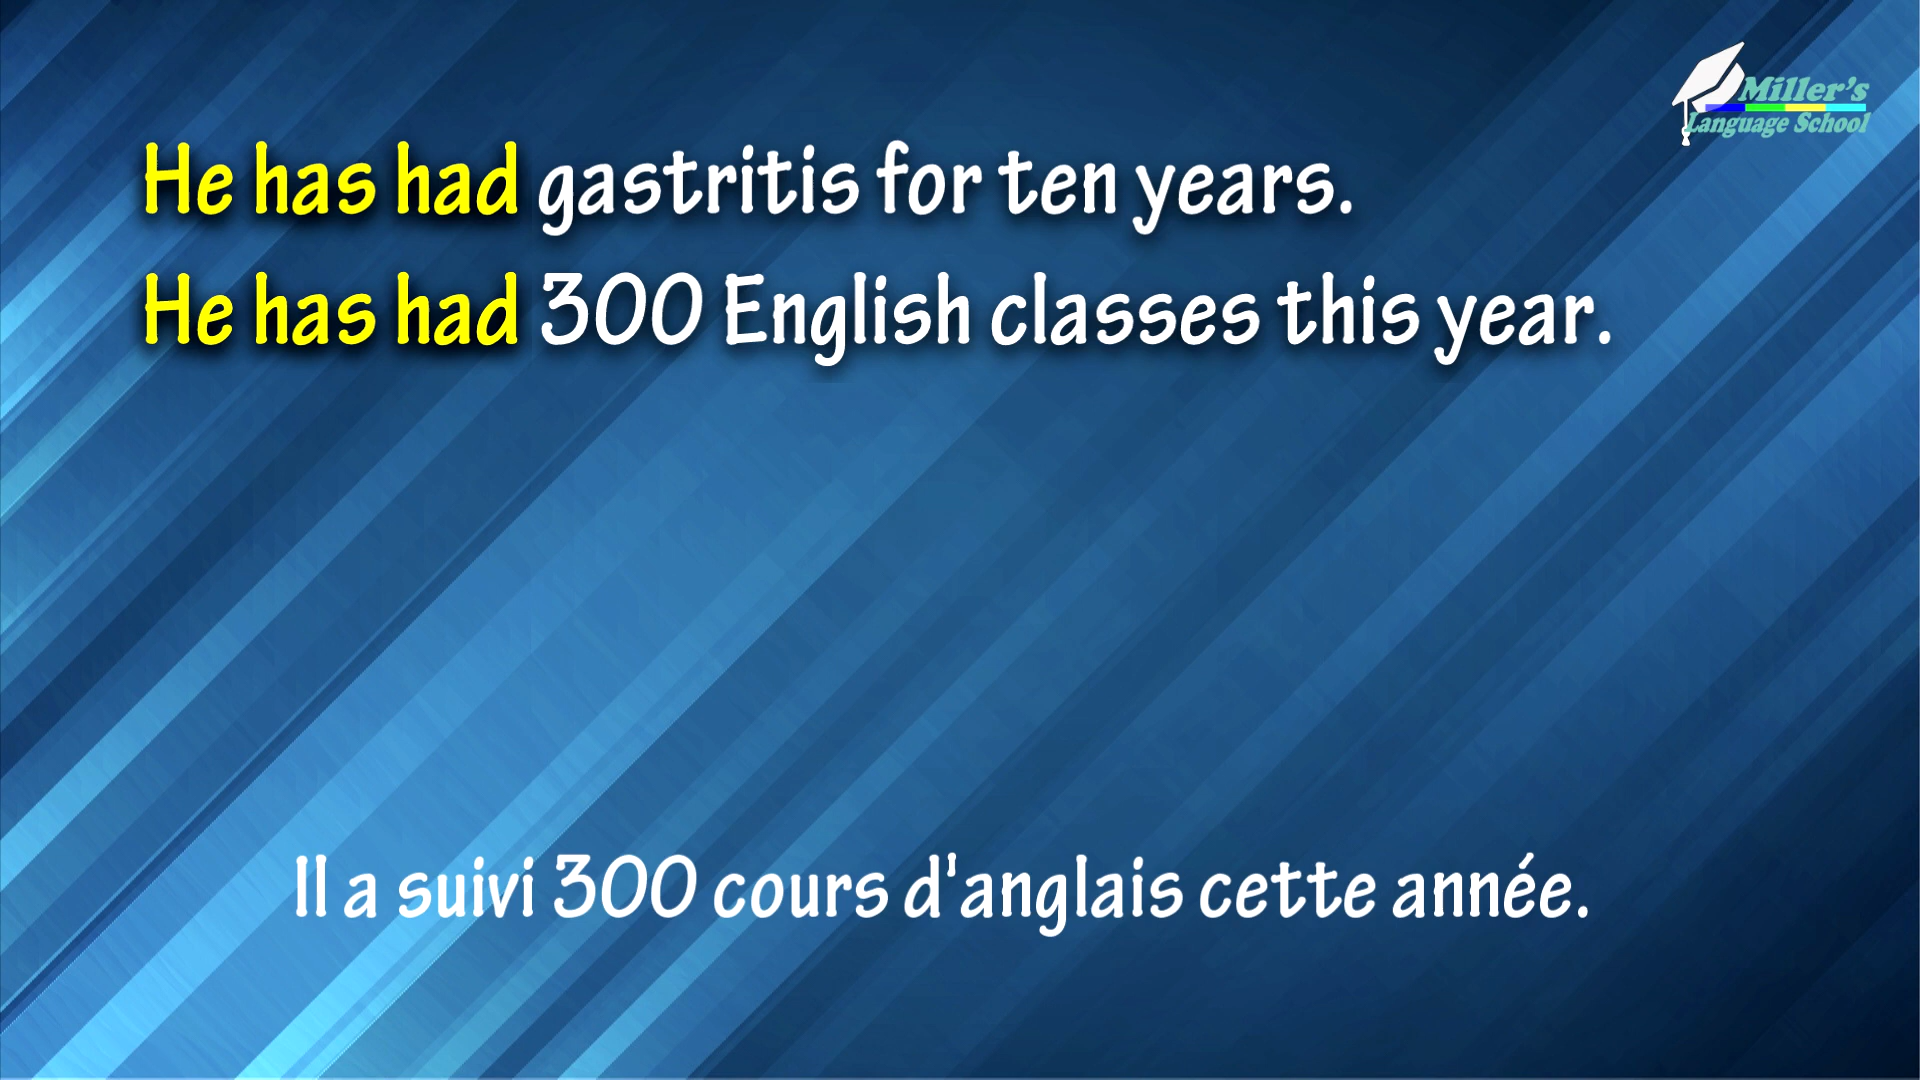 Miller's
Language School
He has had gastritis for ten years.
He has had 300 English classes this year.
Il a suivi 300 cours d'anglais cette année.